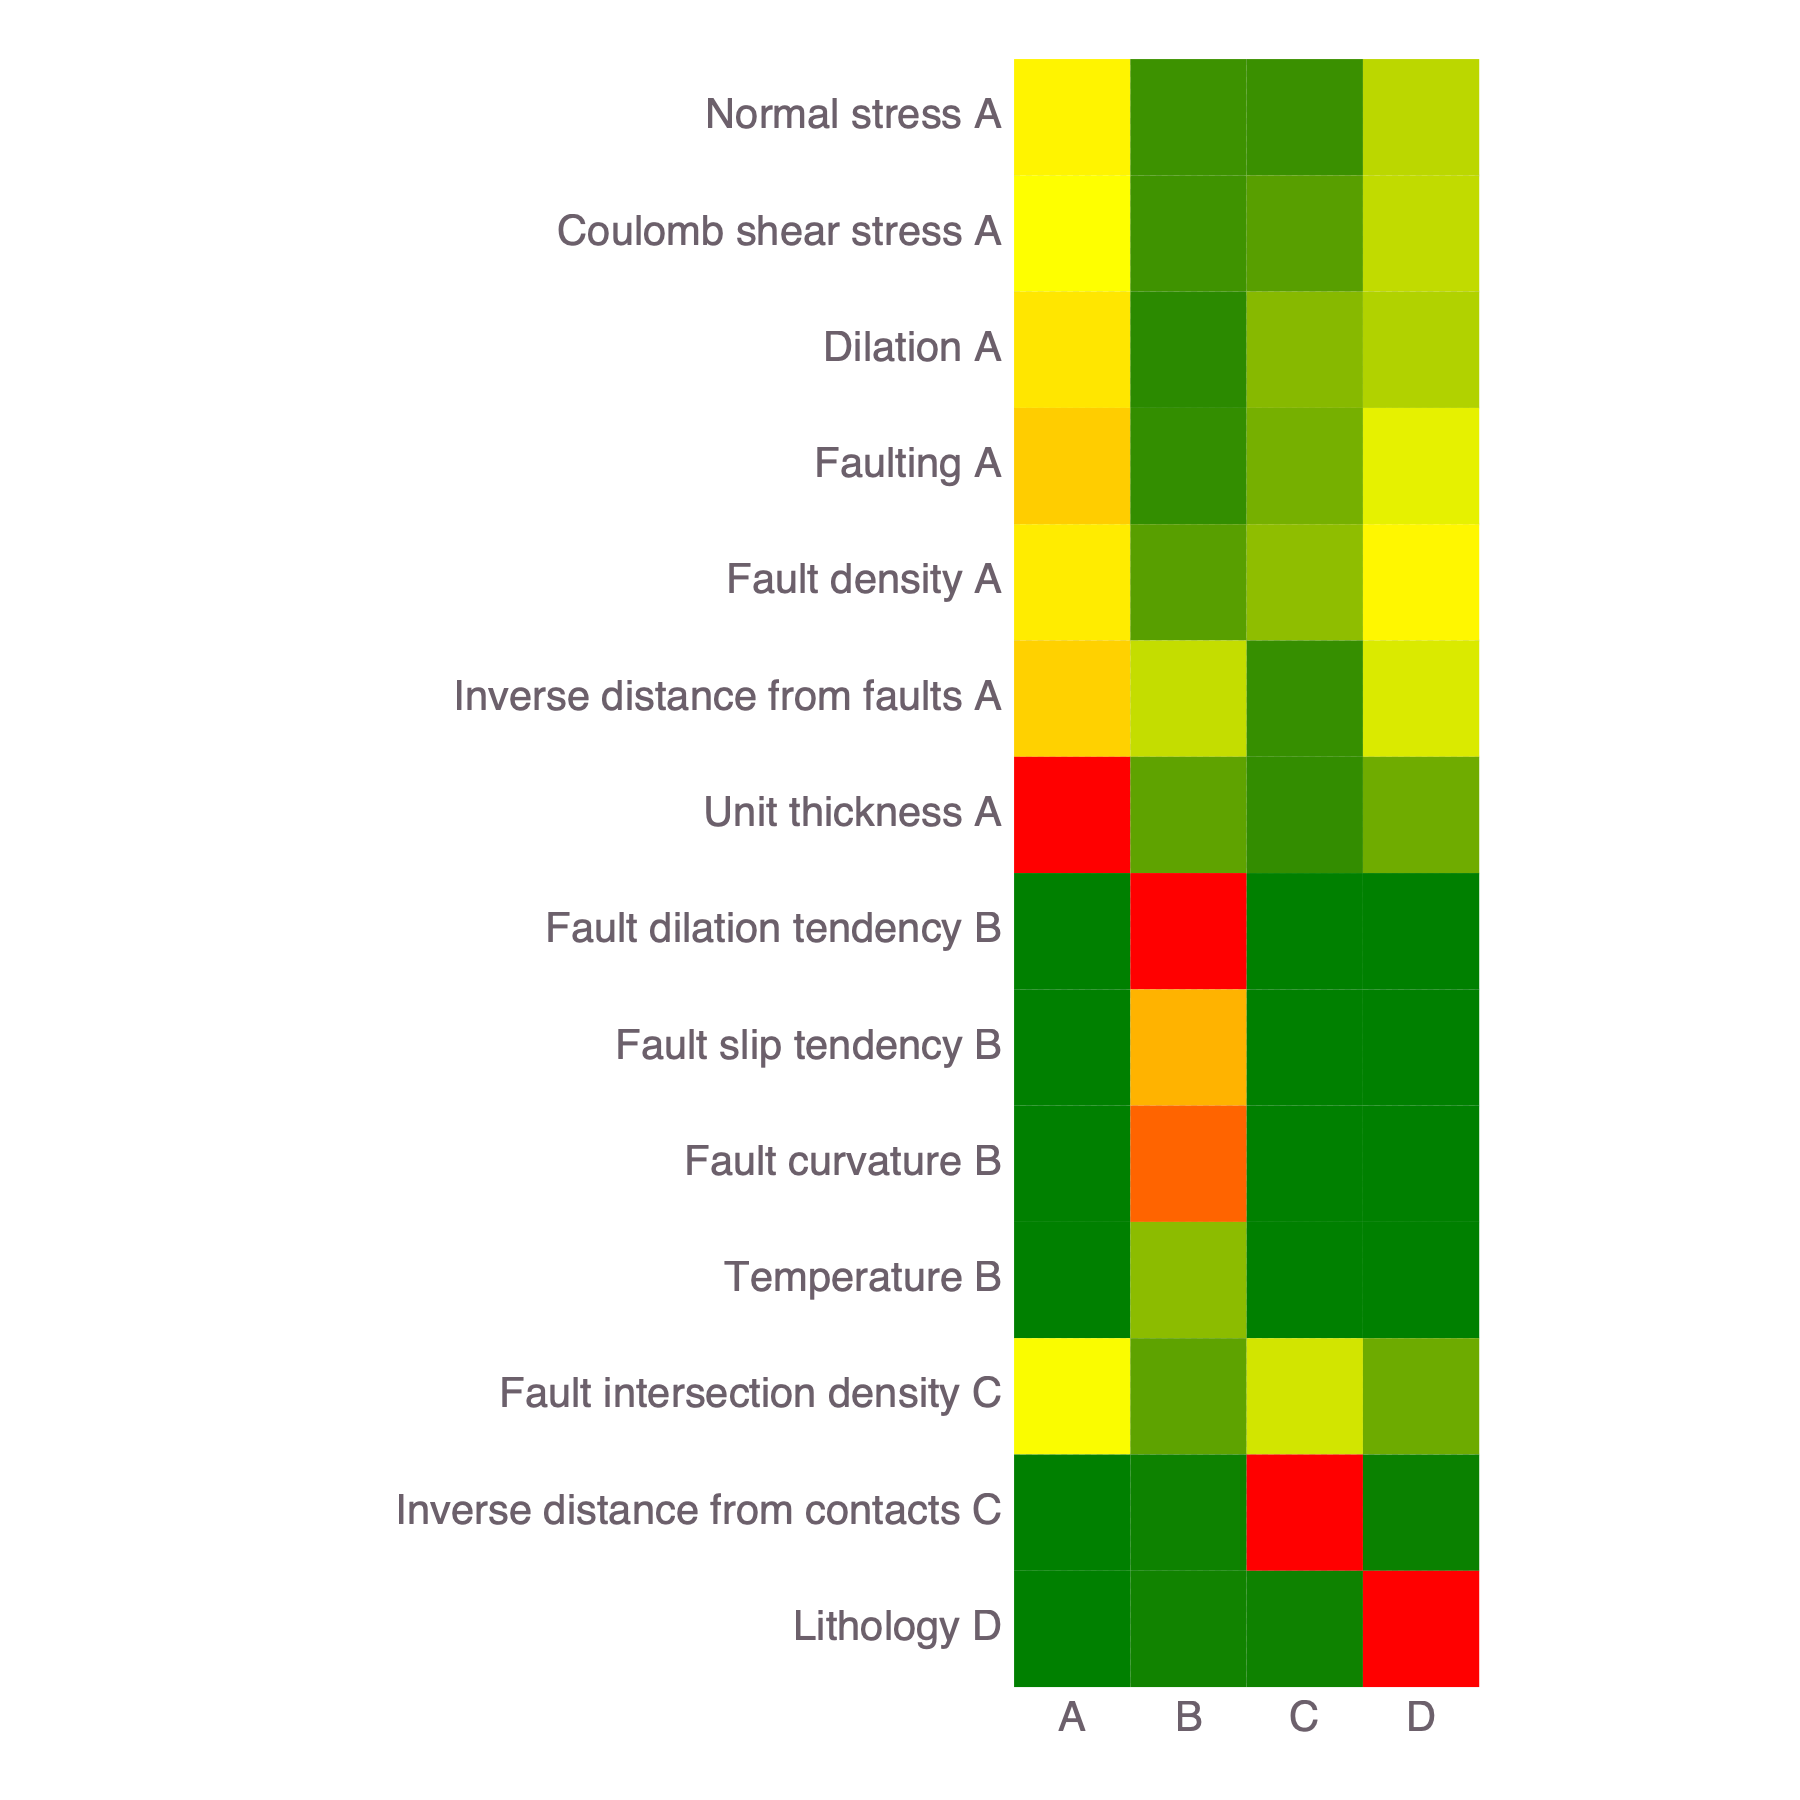 Normal stress A
Coulomb shear stress A
Dilation A
Faulting A
Fault density A
Inverse distance from faults A
Unit thickness A
Fault dilation tendency B
Fault slip tendency B
Fault curvature B
Temperature B
Fault intersection density C
Inverse distance from contacts C
Lithology D
A B C D